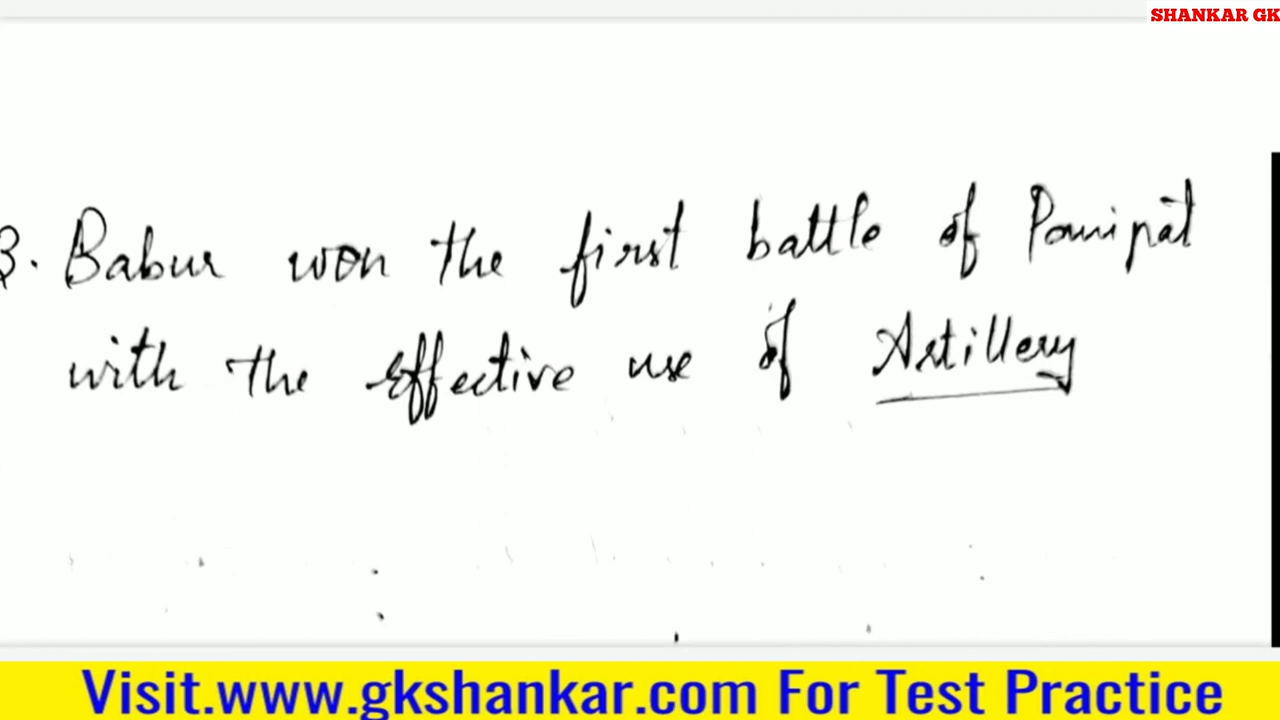 SHANKAR GK
3. Babur won the first battle of Panipat
with the effective use of Artillery
Visit.www.gkshankar.com For Test Practice